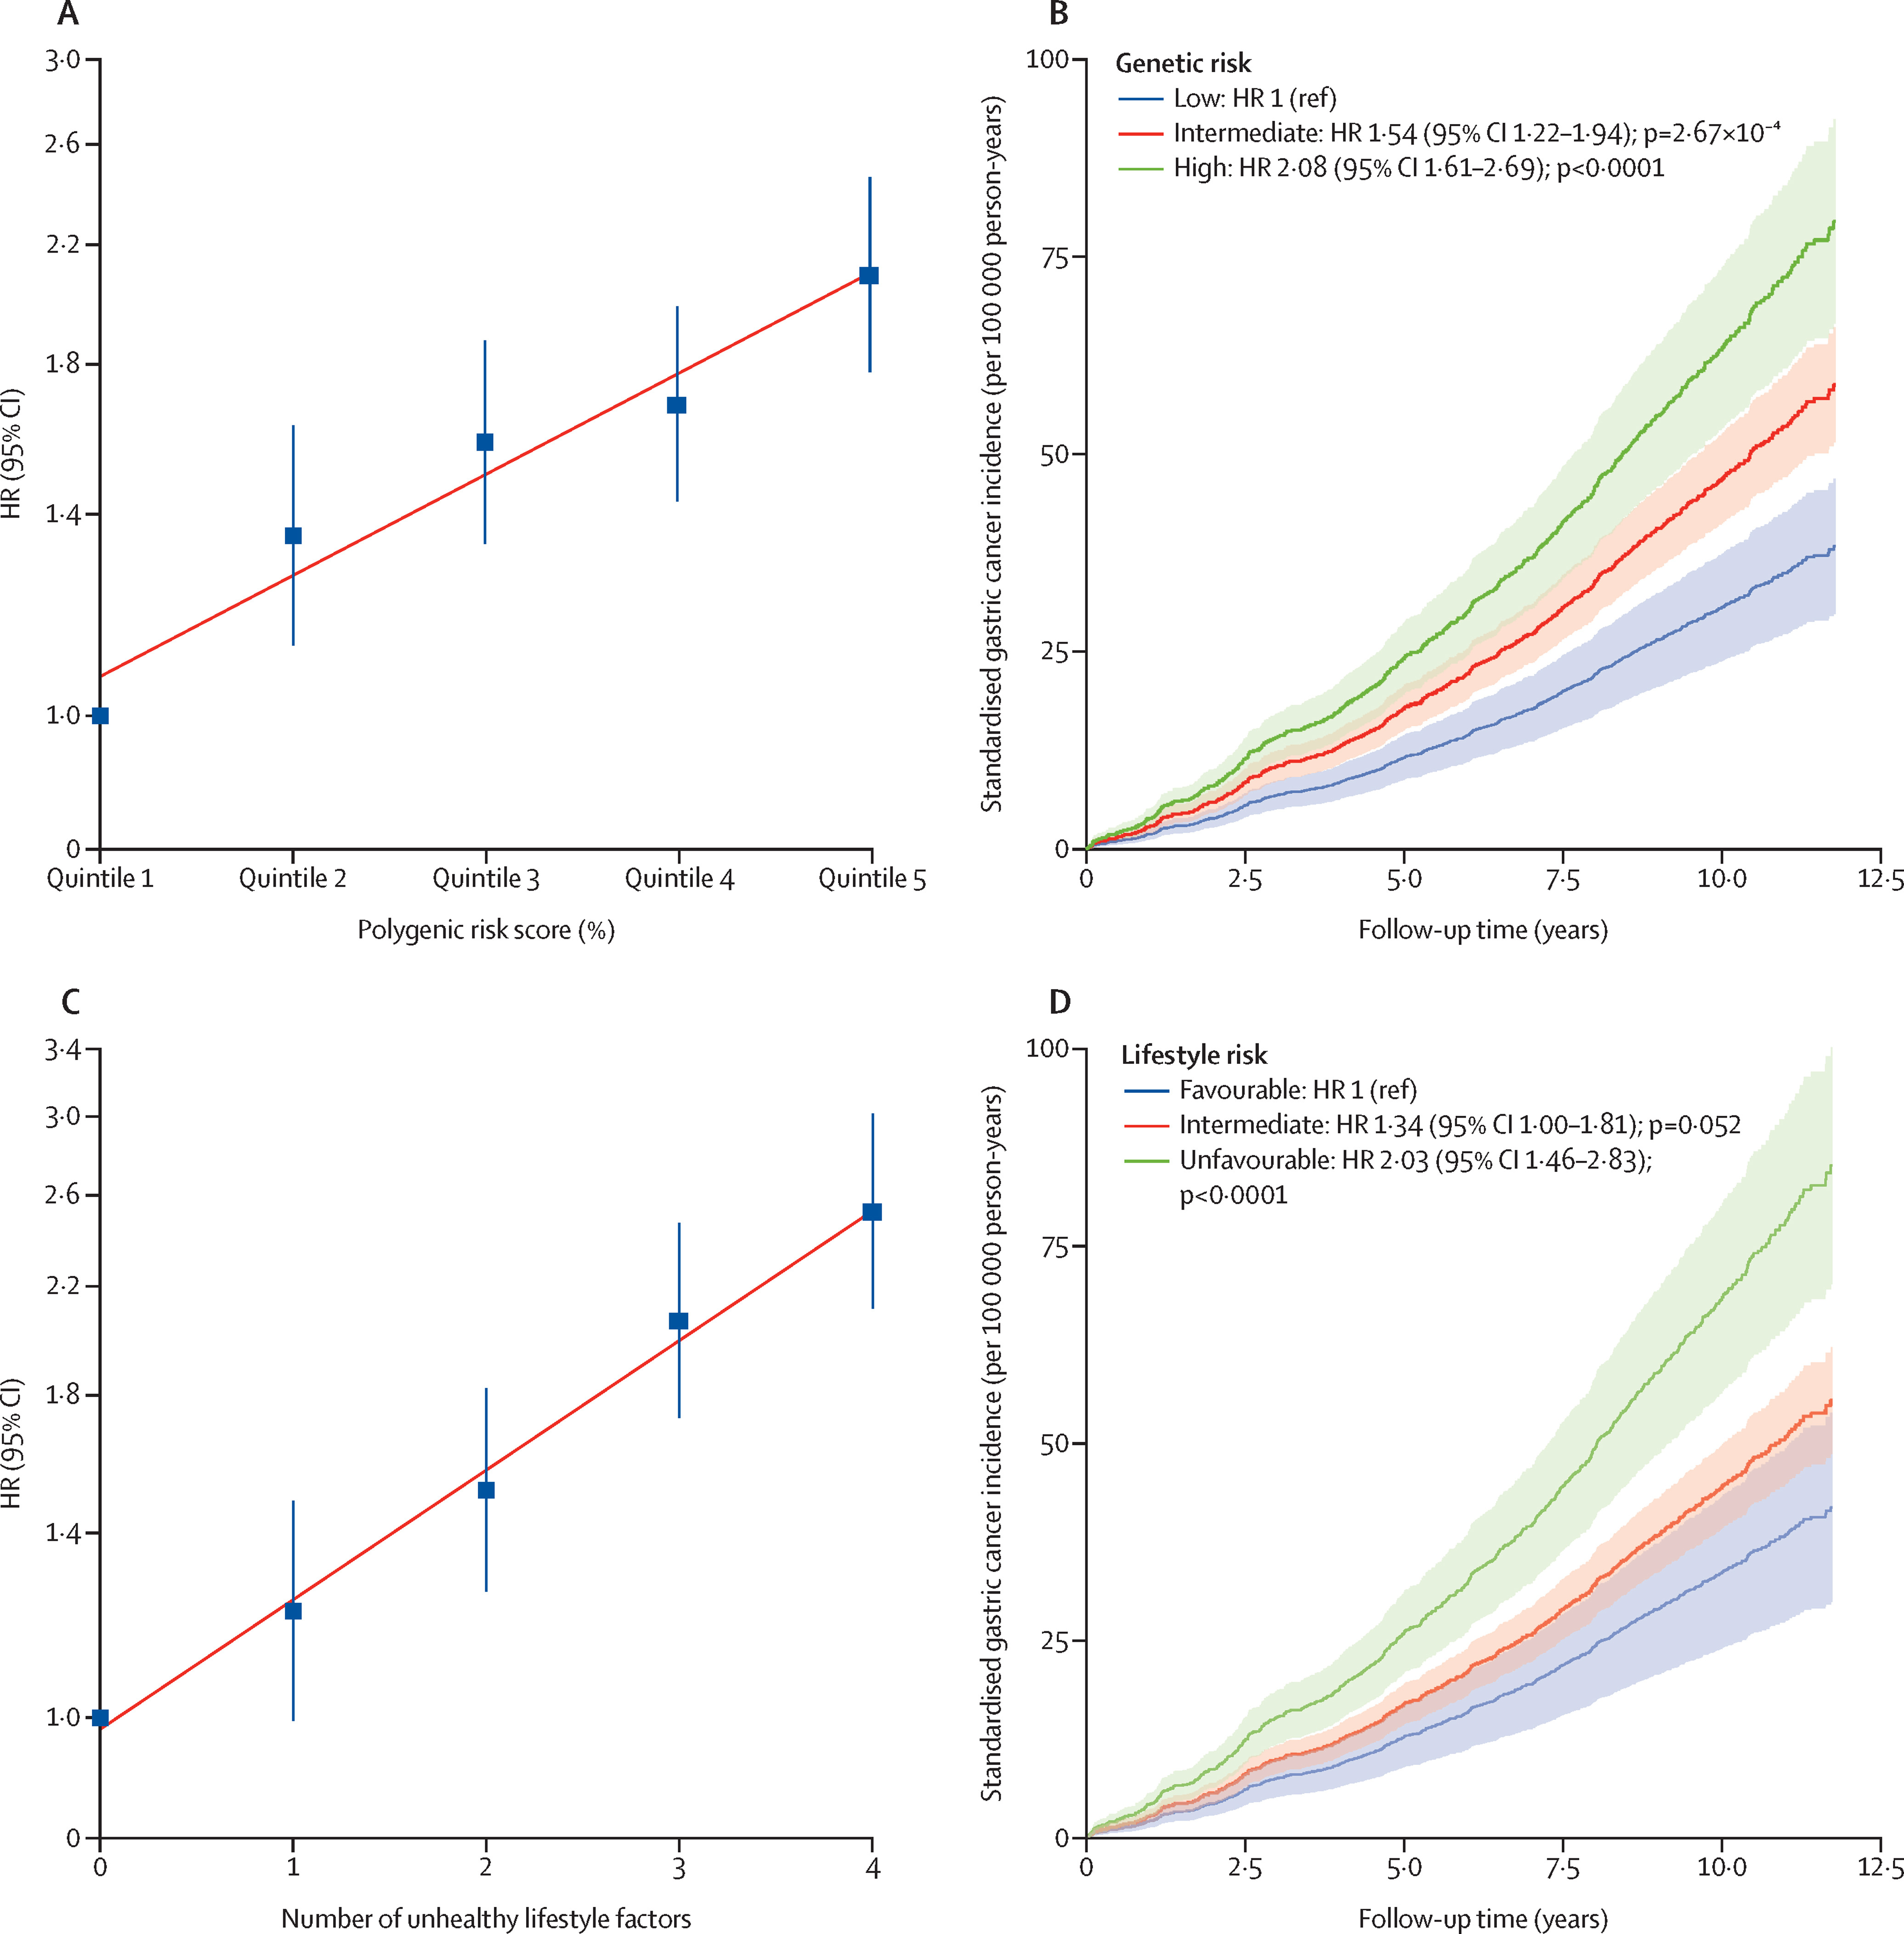 A
HR (95% CI)
3·0
2·6
2·2
1·8
1·4
1·0
0
Quintile 1 Quintile 2 Quintile 3 Quintile 4 Quintile 5
Polygenic risk score (%)
B
Standardised gastric cancer incidence (per 100 000 person-years)
100
75
50
25
0
Genetic risk
Low: HR 1 (ref)
Intermediate: HR 1·54 (95% CI 1·22–1·94); p=2·67×10⁻⁴
High: HR 2·08 (95% CI 1·61–2·69); p<0·0001
0 2·5 5·0 7·5 10·0 12·5
Follow-up time (years)
C
HR (95% CI)
3·4
3·0
2·6
2·2
1·8
1·4
1·0
0
0 1 2 3 4
Number of unhealthy lifestyle factors
D
Standardised gastric cancer incidence (per 100 000 person-years)
100
75
50
25
0
Lifestyle risk
Favourable: HR 1 (ref)
Intermediate: HR 1·34 (95% CI 1·00–1·81); p=0·052
Unfavourable: HR 2·03 (95% CI 1·46–2·83);
p<0·0001
0 2·5 5·0 7·5 10·0 12·5
Follow-up time (years)